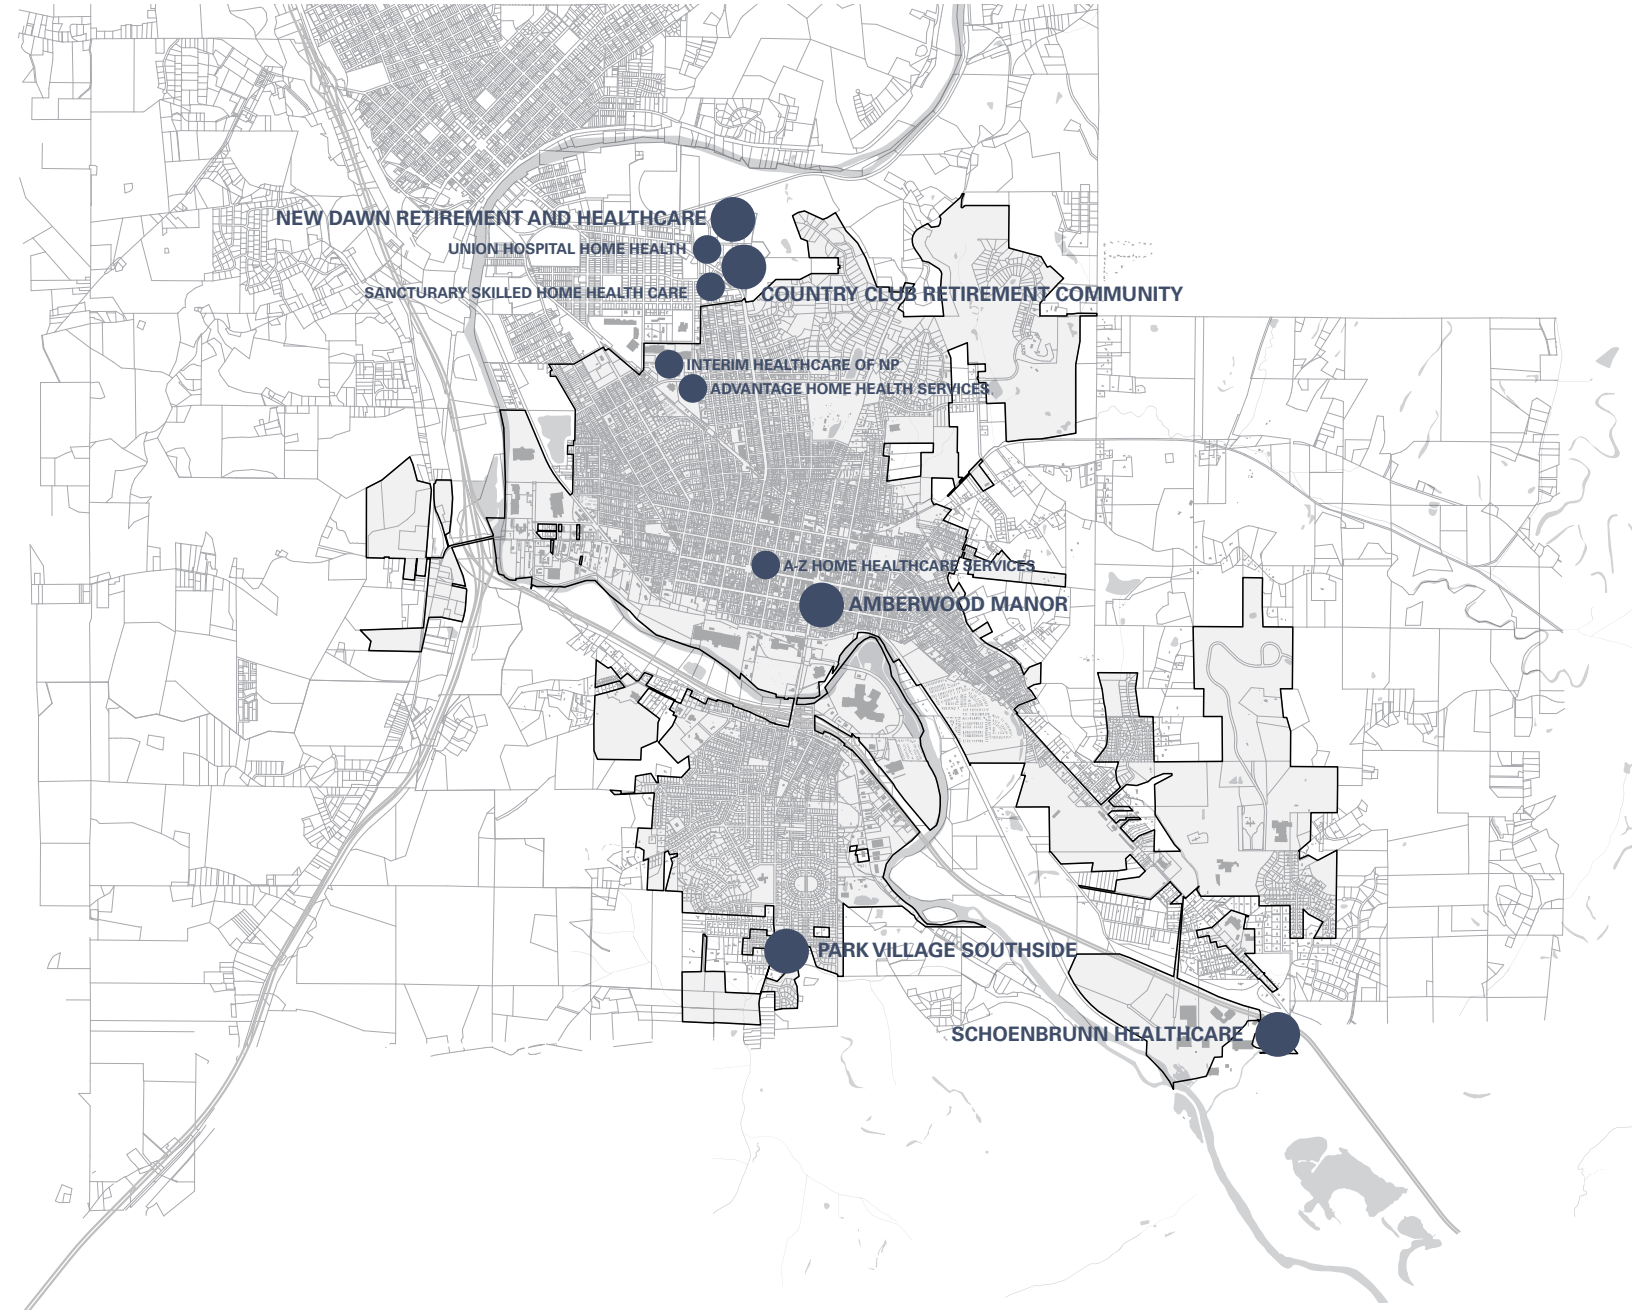 NEW DAWN RETIREMENT AND HEALTHCARE
UNION HOSPITAL HOME HEALTH
SANCTURARY SKILLED HOME HEALTH CARE
COUNTRY CLUB RETIREMENT COMMUNITY
INTERIM HEALTHCARE OF NP
ADVANTAGE HOME HEALTH SERVICES
A-Z HOME HEALTHCARE SERVICES
AMBERWOOD MANOR
PARK VILLAGE SOUTHSIDE
SCHOENBRUNN HEALTHCARE